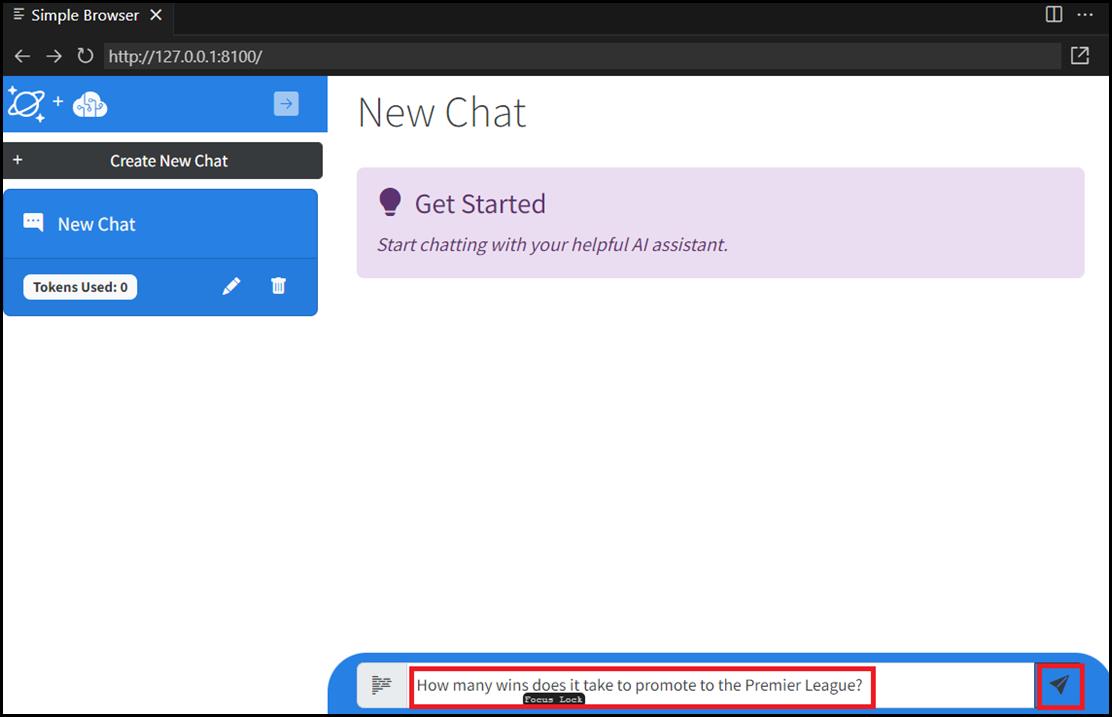 Simple Browser
http://127.0.0.1:8100/
+
+ Create New Chat
New Chat
Tokens Used: 0
New Chat
Get Started
Start chatting with your helpful AI assistant.
How many wins does it take to promote to the Premier League?
Focus Lock